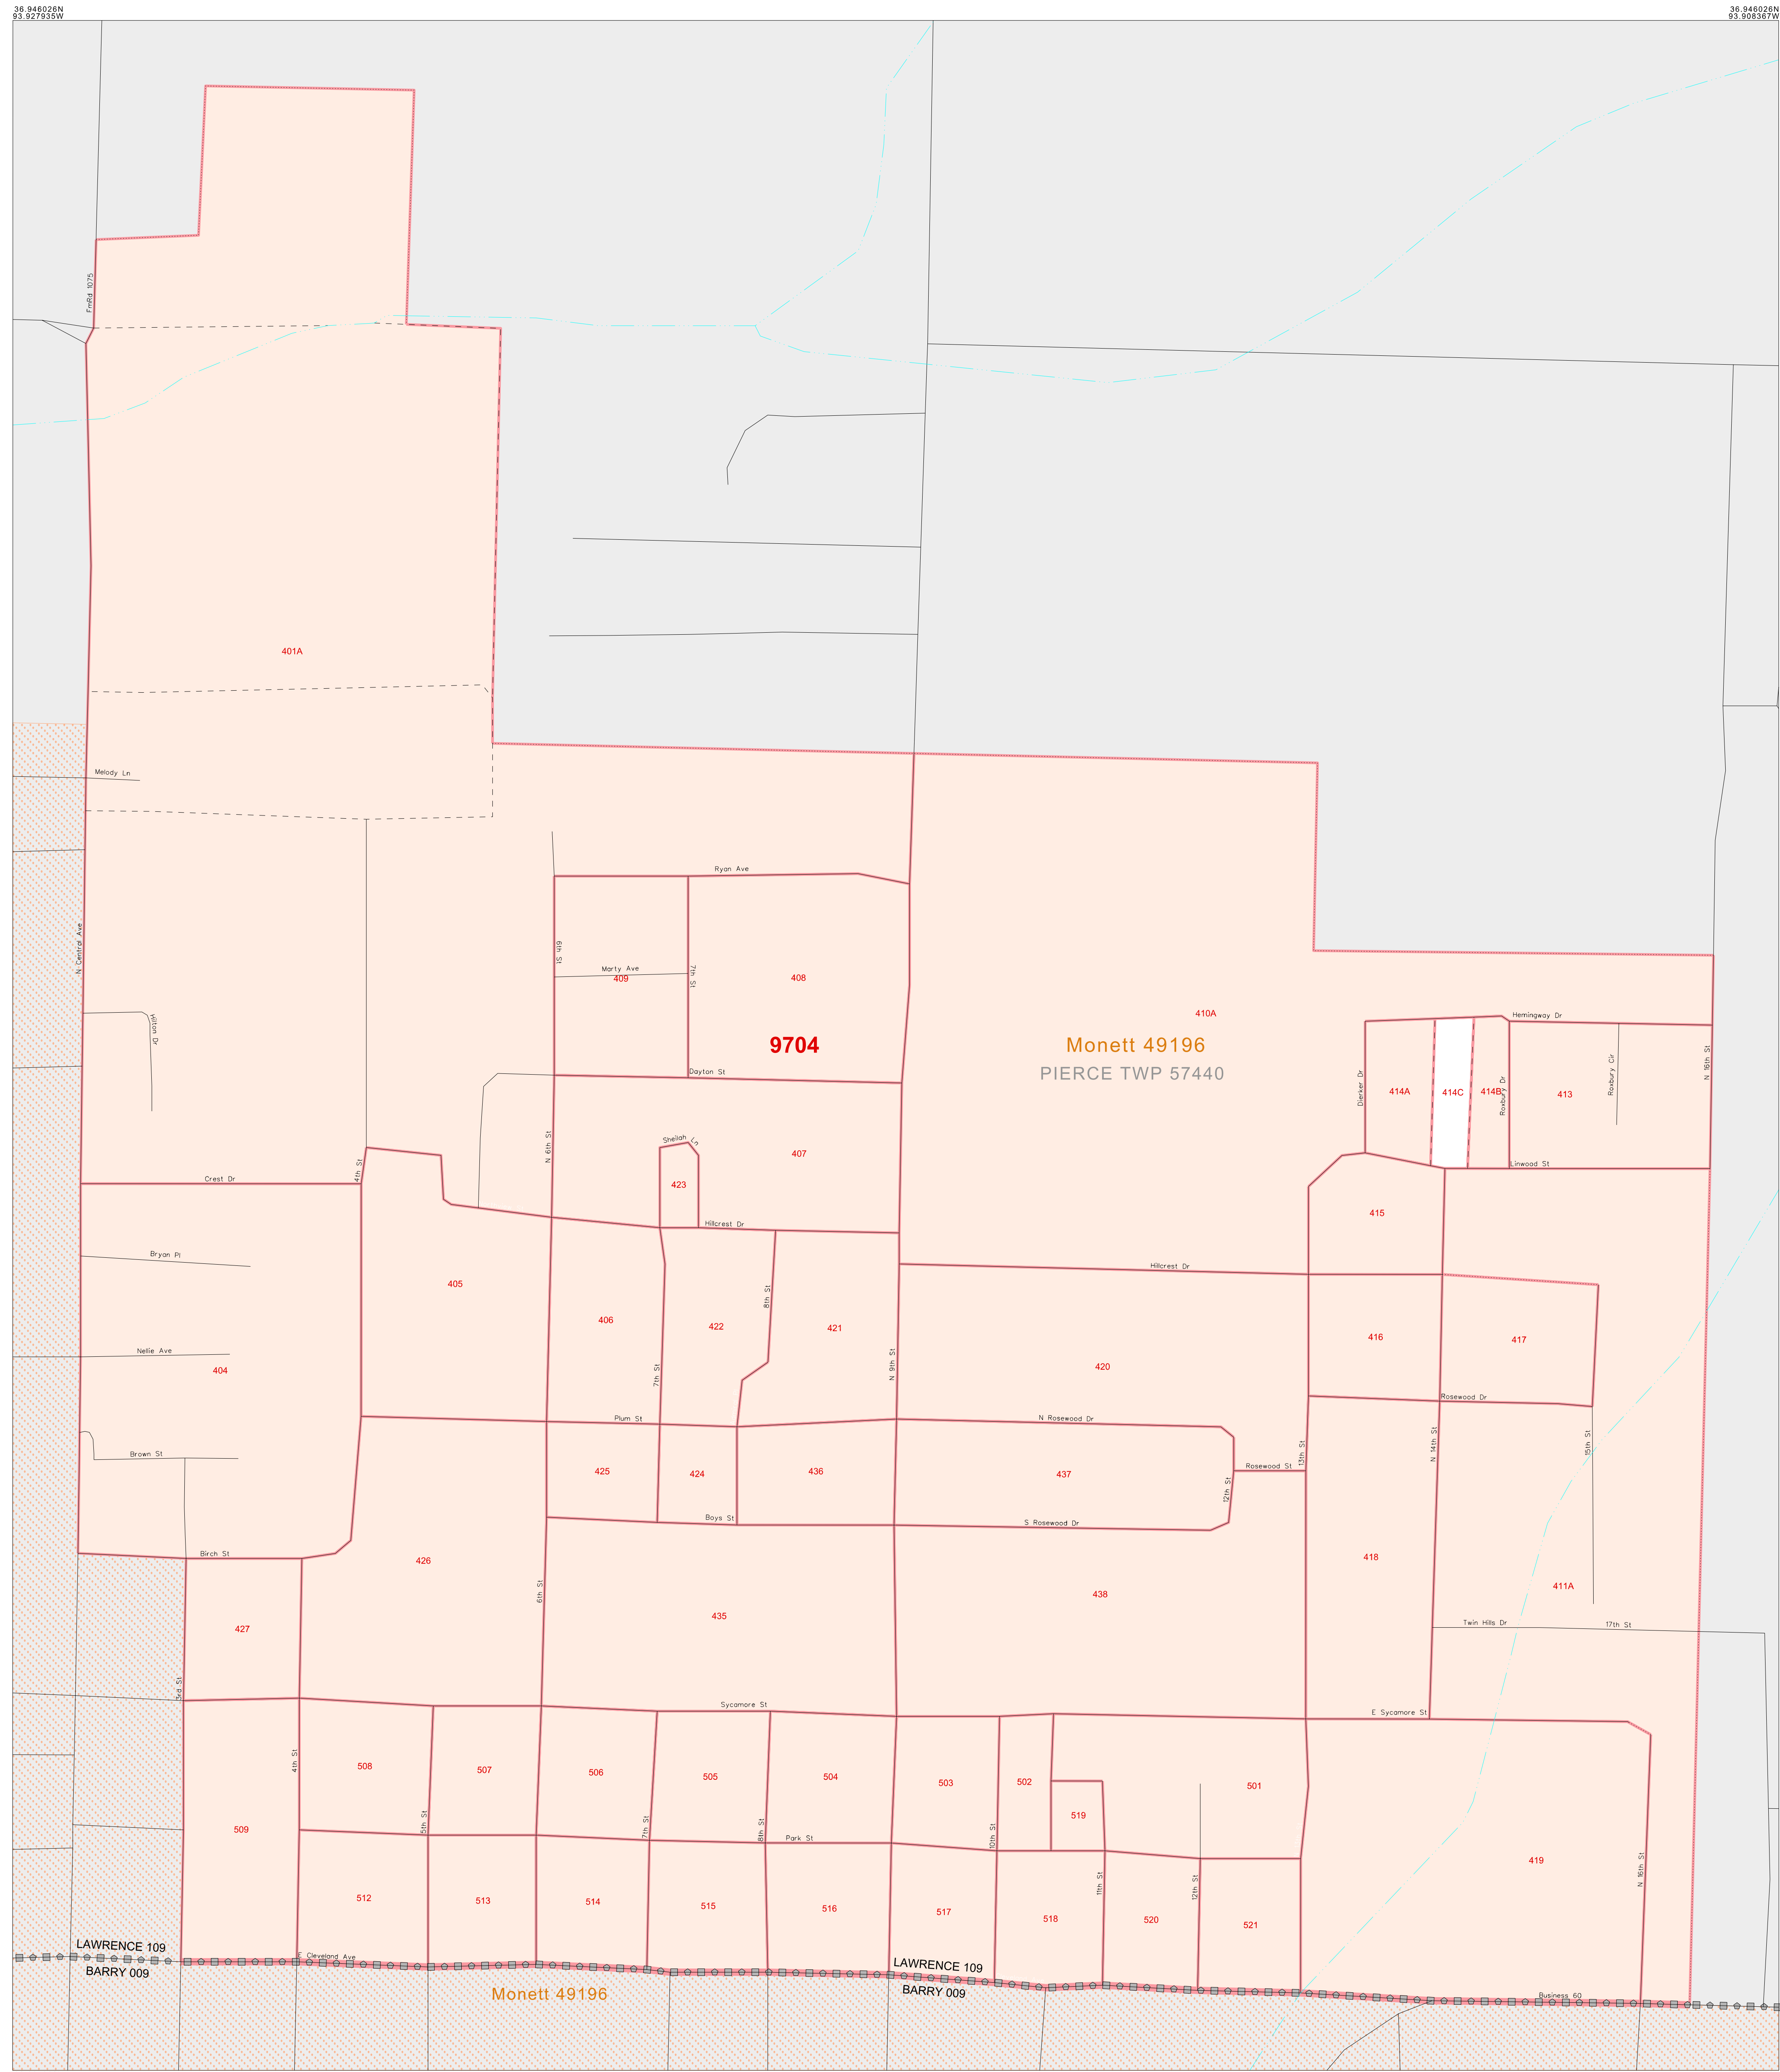 36.946026N
93.927935W
36.946026N
93.908367W
FmRd 1075
401A
Melody Ln
Ryan Ave
N Central Ave
6th St
Marty Ave
409
7th St
408
410A
Hilton Dr
9704
Monett 49196
PIERCE TWP 57440
Hemingway Dr
Dierker Dr
414A
414C
414B
Roxbury Dr
413
Roxbury Cir
N 16th St
Dayton St
N 6th St
Sheilah Ln
407
423
Linwood St
Crest Dr
4th St
415
Hillcrest Dr
Bryan Pl
405
Hillcrest Dr
8th St
406
422
421
416
417
404
Nellie Ave
7th St
N 9th St
420
Rosewood Dr
Plum St
N Rosewood Dr
13th St
N 14th St
15th St
Brown St
425
424
436
437
12th St
Rosewood St
Boys St
S Rosewood Dr
Birch St
426
418
411A
6th St
435
438
427
Twin Hills Dr
17th St
3rd St
Sycamore St
E Sycamore St
4th St
508
507
506
505
504
503
502
501
519
509
5th St
7th St
8th St
Park St
10th St
419
512
513
514
515
516
517
518
11th St
520
12th St
521
N 16th St
LAWRENCE 109
BARRY 009
E Cleveland Ave
LAWRENCE 109
BARRY 009
Monett 49196
Business 60